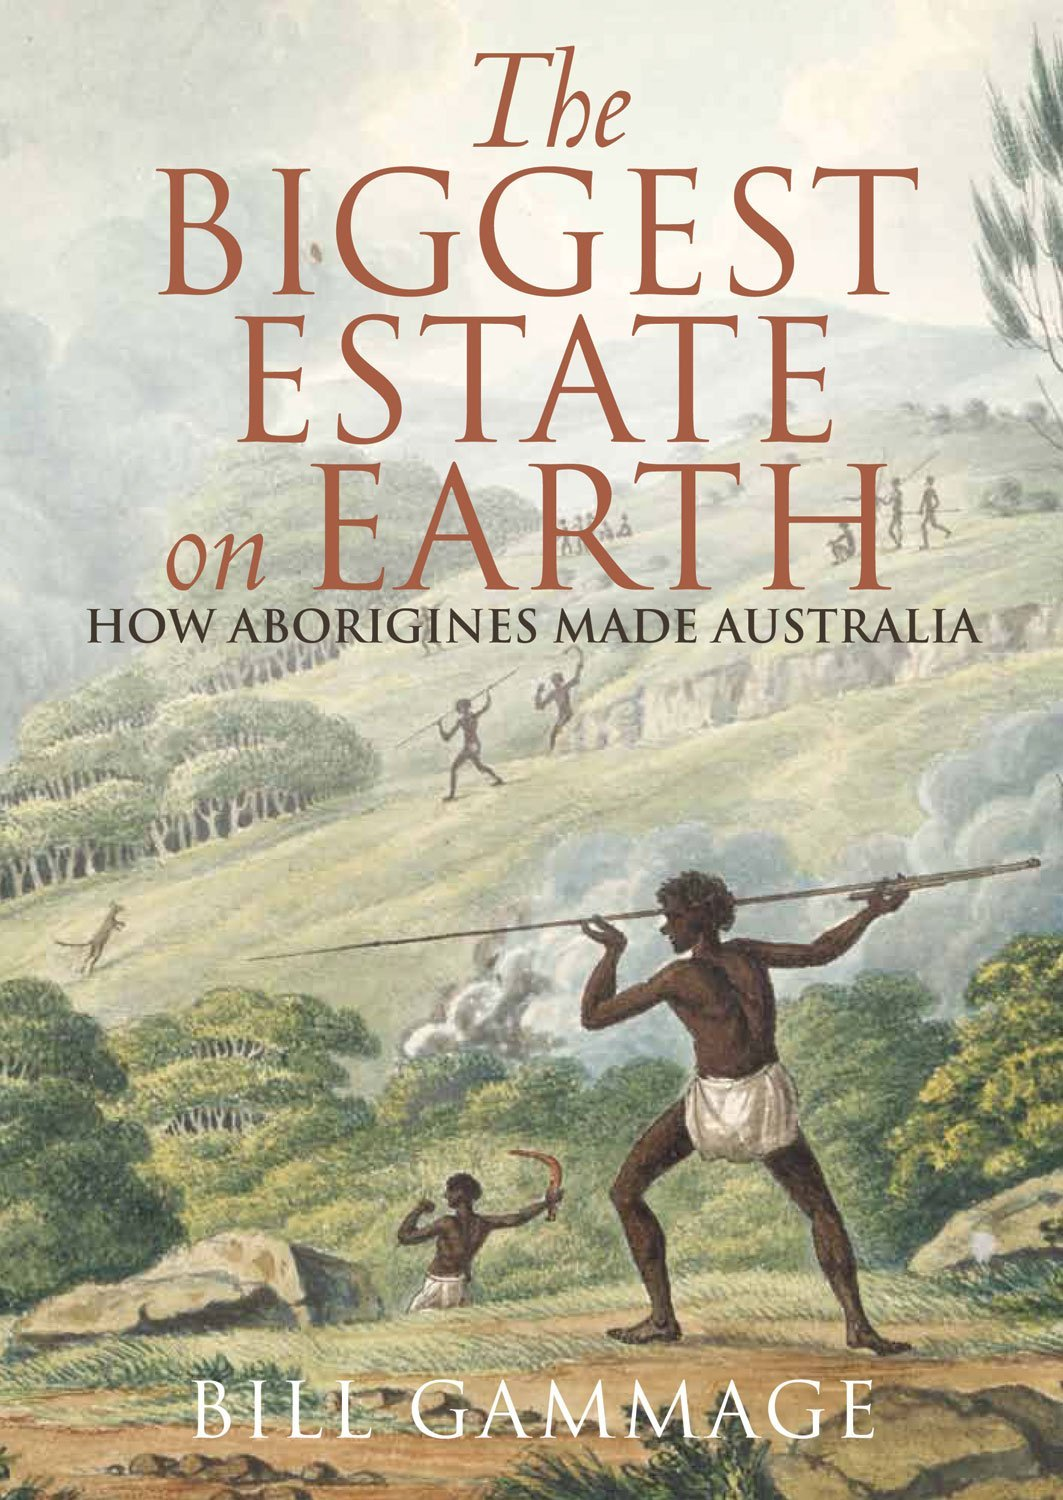 The
BIGGEST
ESTATE
on EARTH
HOW ABORIGINES MADE AUSTRALIA
BILL GAMMAGE